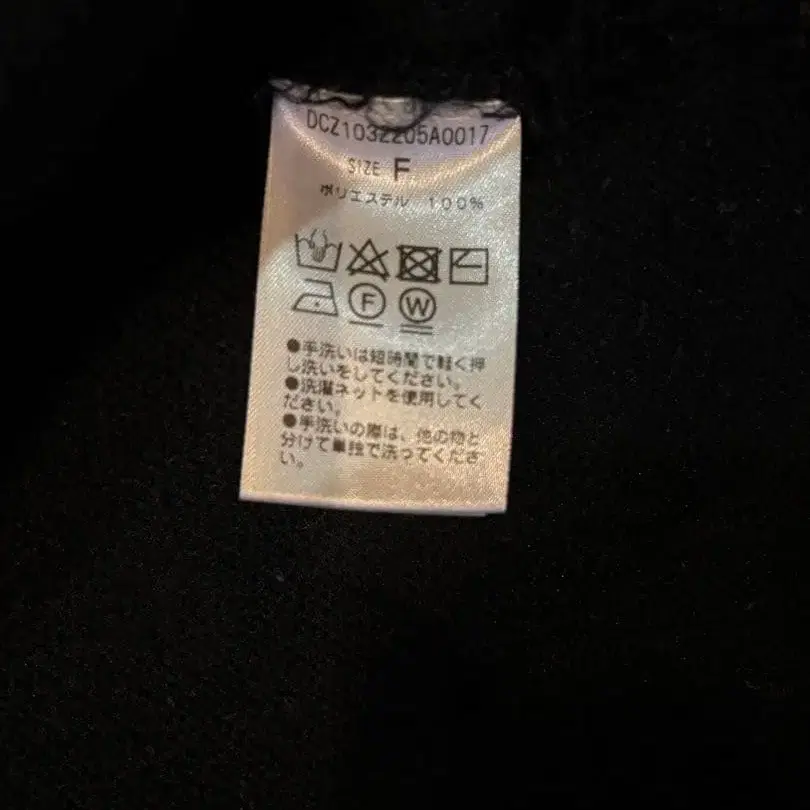 DCZ1032205A0017
SIZE F
ポリエステル 100%
F W
●手洗いは短時間で軽く押
し洗いをしてください。
●洗濯ネットを使用してく
ださい。
●手洗いの際は、他の物と
分けて単独で洗ってくださ
い。